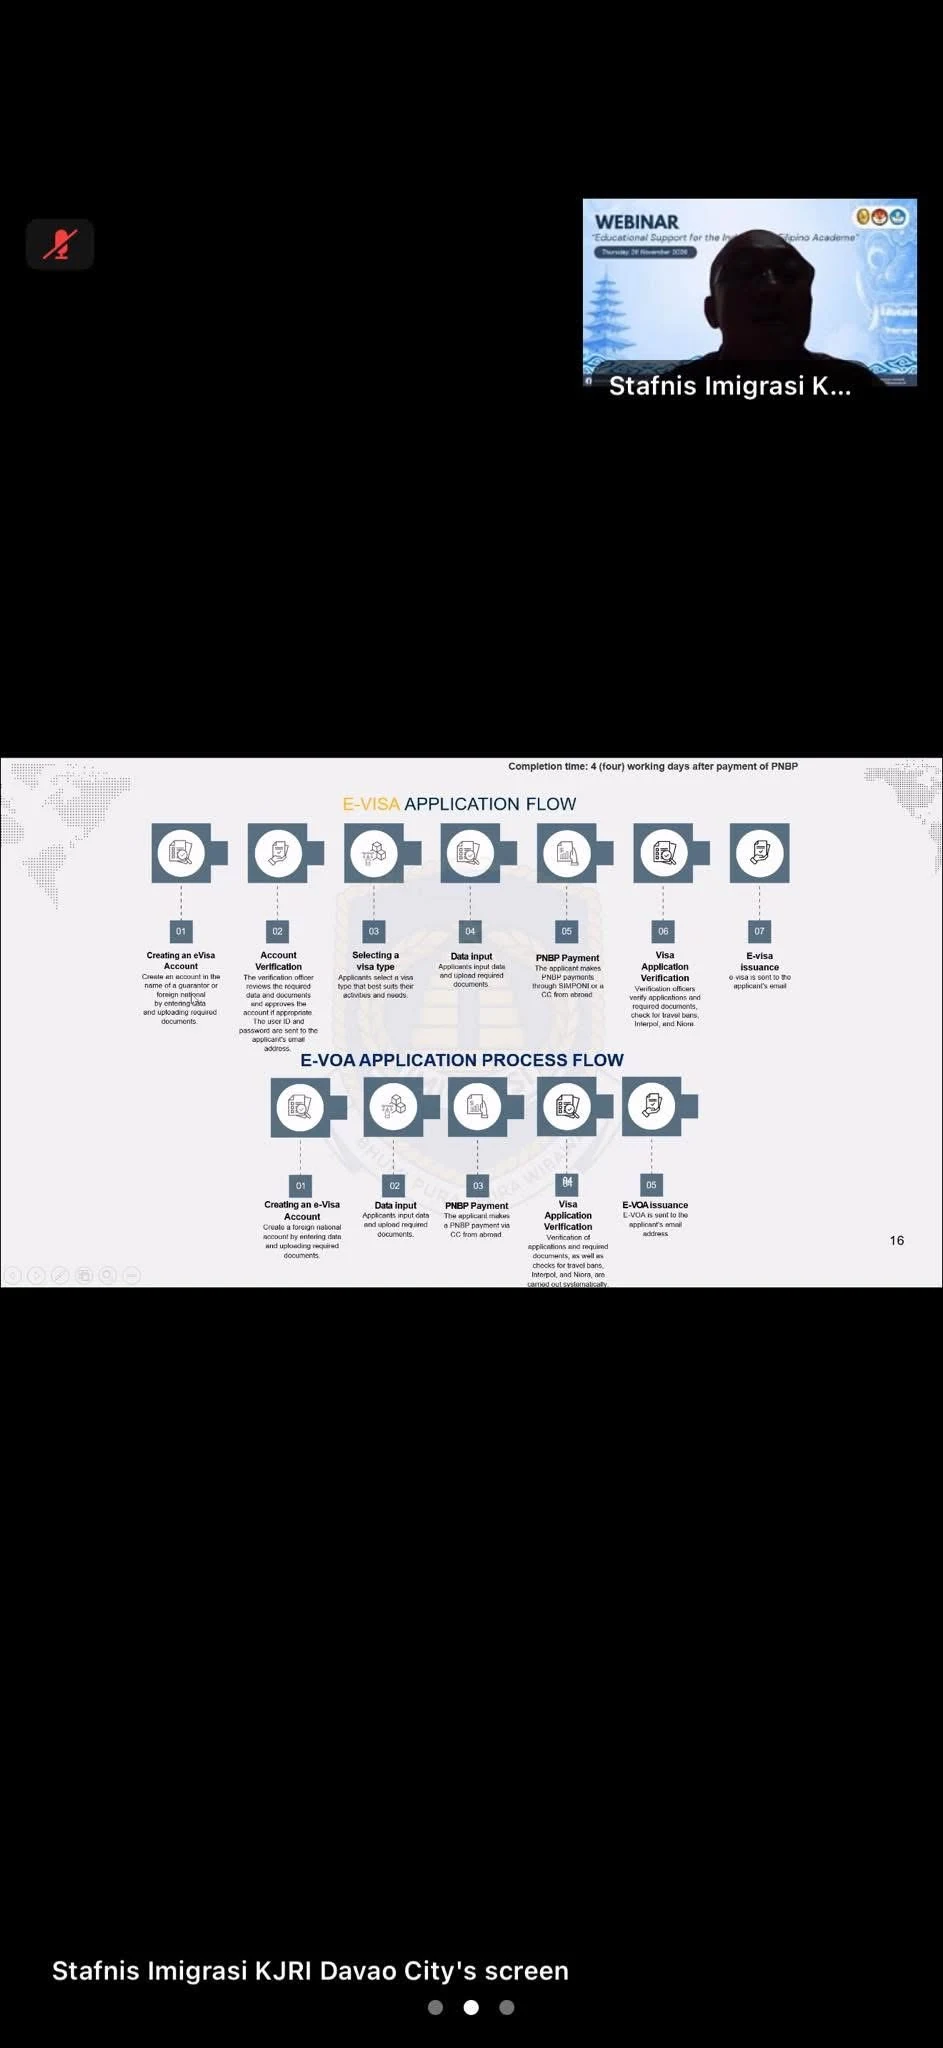 WEBINAR
"Educational Support for the Filipino Academe"
Thursday
November
Stafnis Imigrasi K...
Completion time: 4 (four) working days after payment of PNBP
E-VISA APPLICATION FLOW
01
Creating an eVisa
Account
Create an account in the
name of a guarantor or
foreign national
by entering data
and uploading required
documents.
02
Account
Verification
The verification officer
reviews the required
data and documents
and approves the
account if appropriate.
The user ID and
password are sent to the
applicant's email
address.
03
Selecting a
visa type
Applicants select a visa
type that best suits their
activities and needs.
04
Data input
Applicants input data
and upload required
documents.
05
PNBP Payment
The applicant makes
PNBP payments
through SIMPONI or a
CC from abroad
06
Visa
Application
Verification
Verification officers
verify applications and
required documents,
check for travel bans,
Interpol, and Niora.
07
E-visa
issuance
e-visa is sent to the
applicant's email
E-VOA APPLICATION PROCESS FLOW
01
Creating an e-Visa
Account
Create a foreign national
account by entering data
and uploading required
documents.
02
Data input
Applicants input data
and upload required
documents.
03
PNBP Payment
The applicant makes
a PNBP payment via
CC from abroad
04
Visa
Application
Verification
Verification of
applications and required
documents, as well as
checks for travel bans,
Interpol, and Niora, are
carried out systematically.
05
E-VOA issuance
E-VOA is sent to the
applicant's email
address
16
Stafnis Imigrasi KJRI Davao City's screen